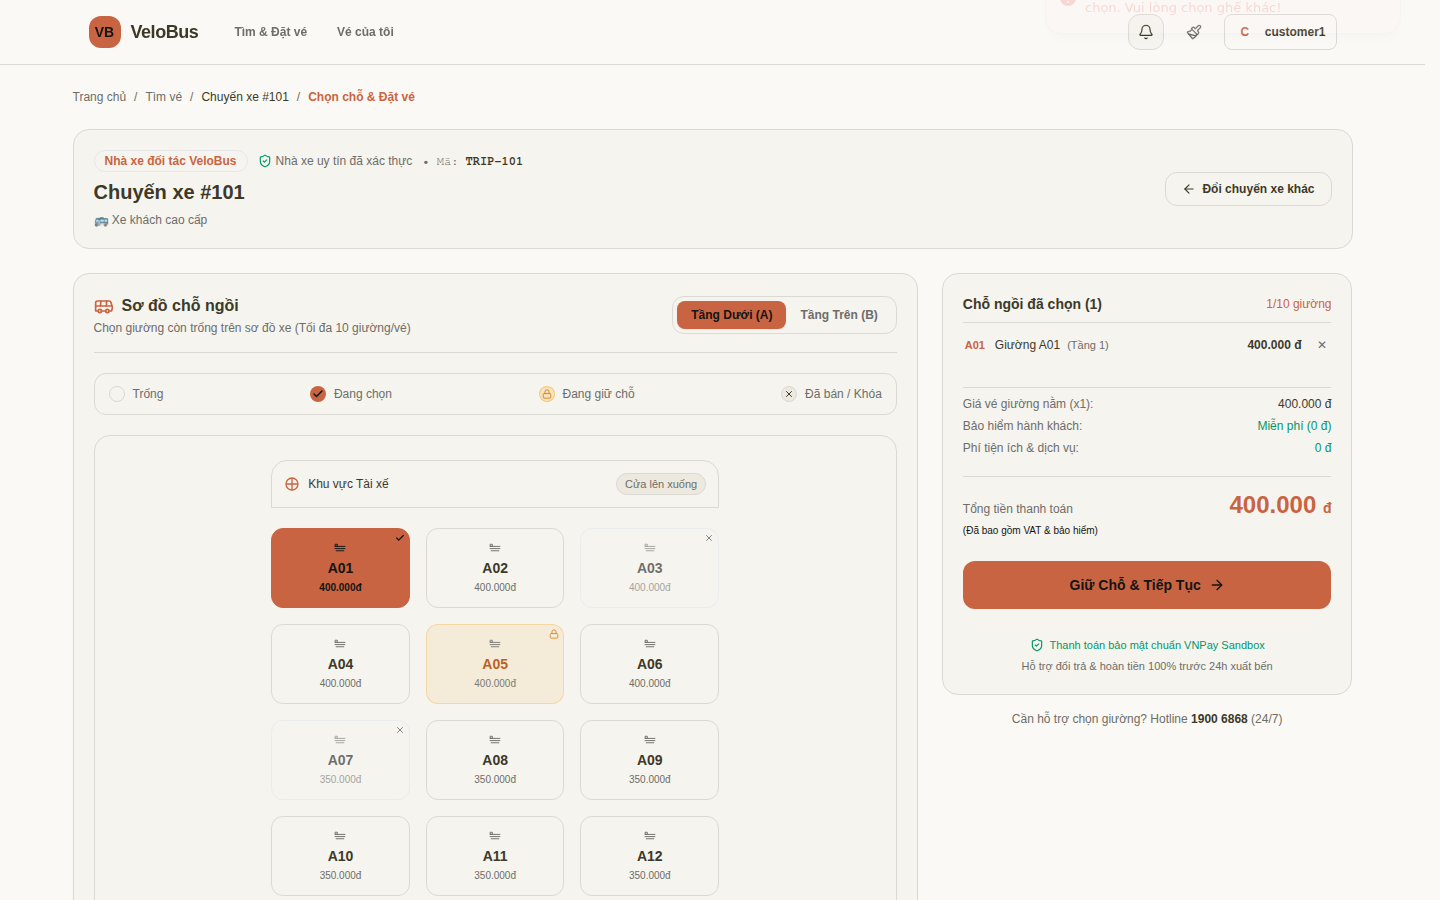 chọn. Vui lòng chọn ghế khác!
VB VeloBus Tìm & Đặt vé Vé của tôi C customer1
Trang chủ / Tìm vé / Chuyến xe #101 / Chọn chỗ & Đặt vé
Nhà xe đối tác VeloBus Nhà xe uy tín đã xác thực • Mã: TRIP-101
Chuyến xe #101
Xe khách cao cấp
Đổi chuyến xe khác
Sơ đồ chỗ ngồi
Chọn giường còn trống trên sơ đồ xe (Tối đa 10 giường/vé)
Tầng Dưới (A) Tầng Trên (B)
Trống Đang chọn Đang giữ chỗ Đã bán / Khóa
Khu vực Tài xế Cửa lên xuống
A01 A02 A03
400.000đ 400.000đ 400.000đ
A04 A05 A06
400.000đ 400.000đ 400.000đ
A07 A08 A09
350.000đ 350.000đ 350.000đ
A10 A11 A12
350.000đ 350.000đ 350.000đ
Chỗ ngồi đã chọn (1) 1/10 giường
A01 Giường A01 (Tầng 1) 400.000 đ ✕
Giá vé giường nằm (x1): 400.000 đ
Bảo hiểm hành khách: Miễn phí (0 đ)
Phí tiện ích & dịch vụ: 0 đ
Tổng tiền thanh toán 400.000 đ
(Đã bao gồm VAT & bảo hiểm)
Giữ Chỗ & Tiếp Tục
Thanh toán bảo mật chuẩn VNPay Sandbox
Hỗ trợ đổi trả & hoàn tiền 100% trước 24h xuất bến
Cần hỗ trợ chọn giường? Hotline 1900 6868 (24/7)